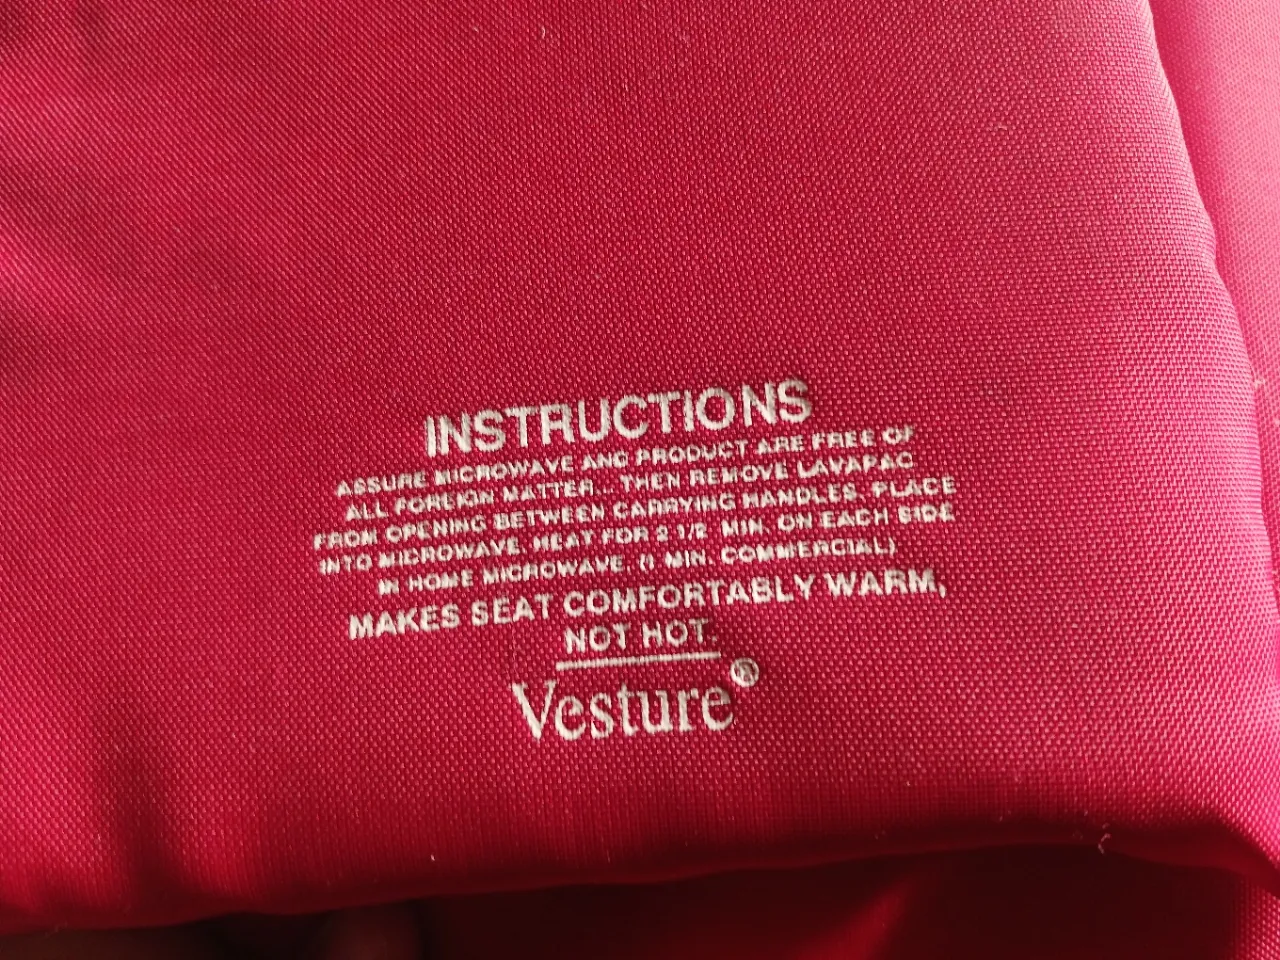 INSTRUCTIONS
ASSURE MICROWAVE AND PRODUCT ARE FREE OF
ALL FOREIGN MATTER. THEN REMOVE LAVAPAC
FROM OPENING BETWEEN CARRYING HANDLES. PLACE
INTO MICROWAVE. HEAT FOR 2 1/2 MIN. ON EACH SIDE
IN HOME MICROWAVE. (1 MIN. COMMERCIAL)
MAKES SEAT COMFORTABLY WARM,
NOT HOT.
Vesture®